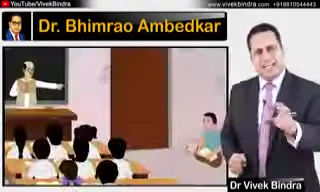 YouTube/VivekBindra
www.vivekbindra.com +919810544443
Dr. Bhimrao Ambedkar
Dr Vivek Bindra